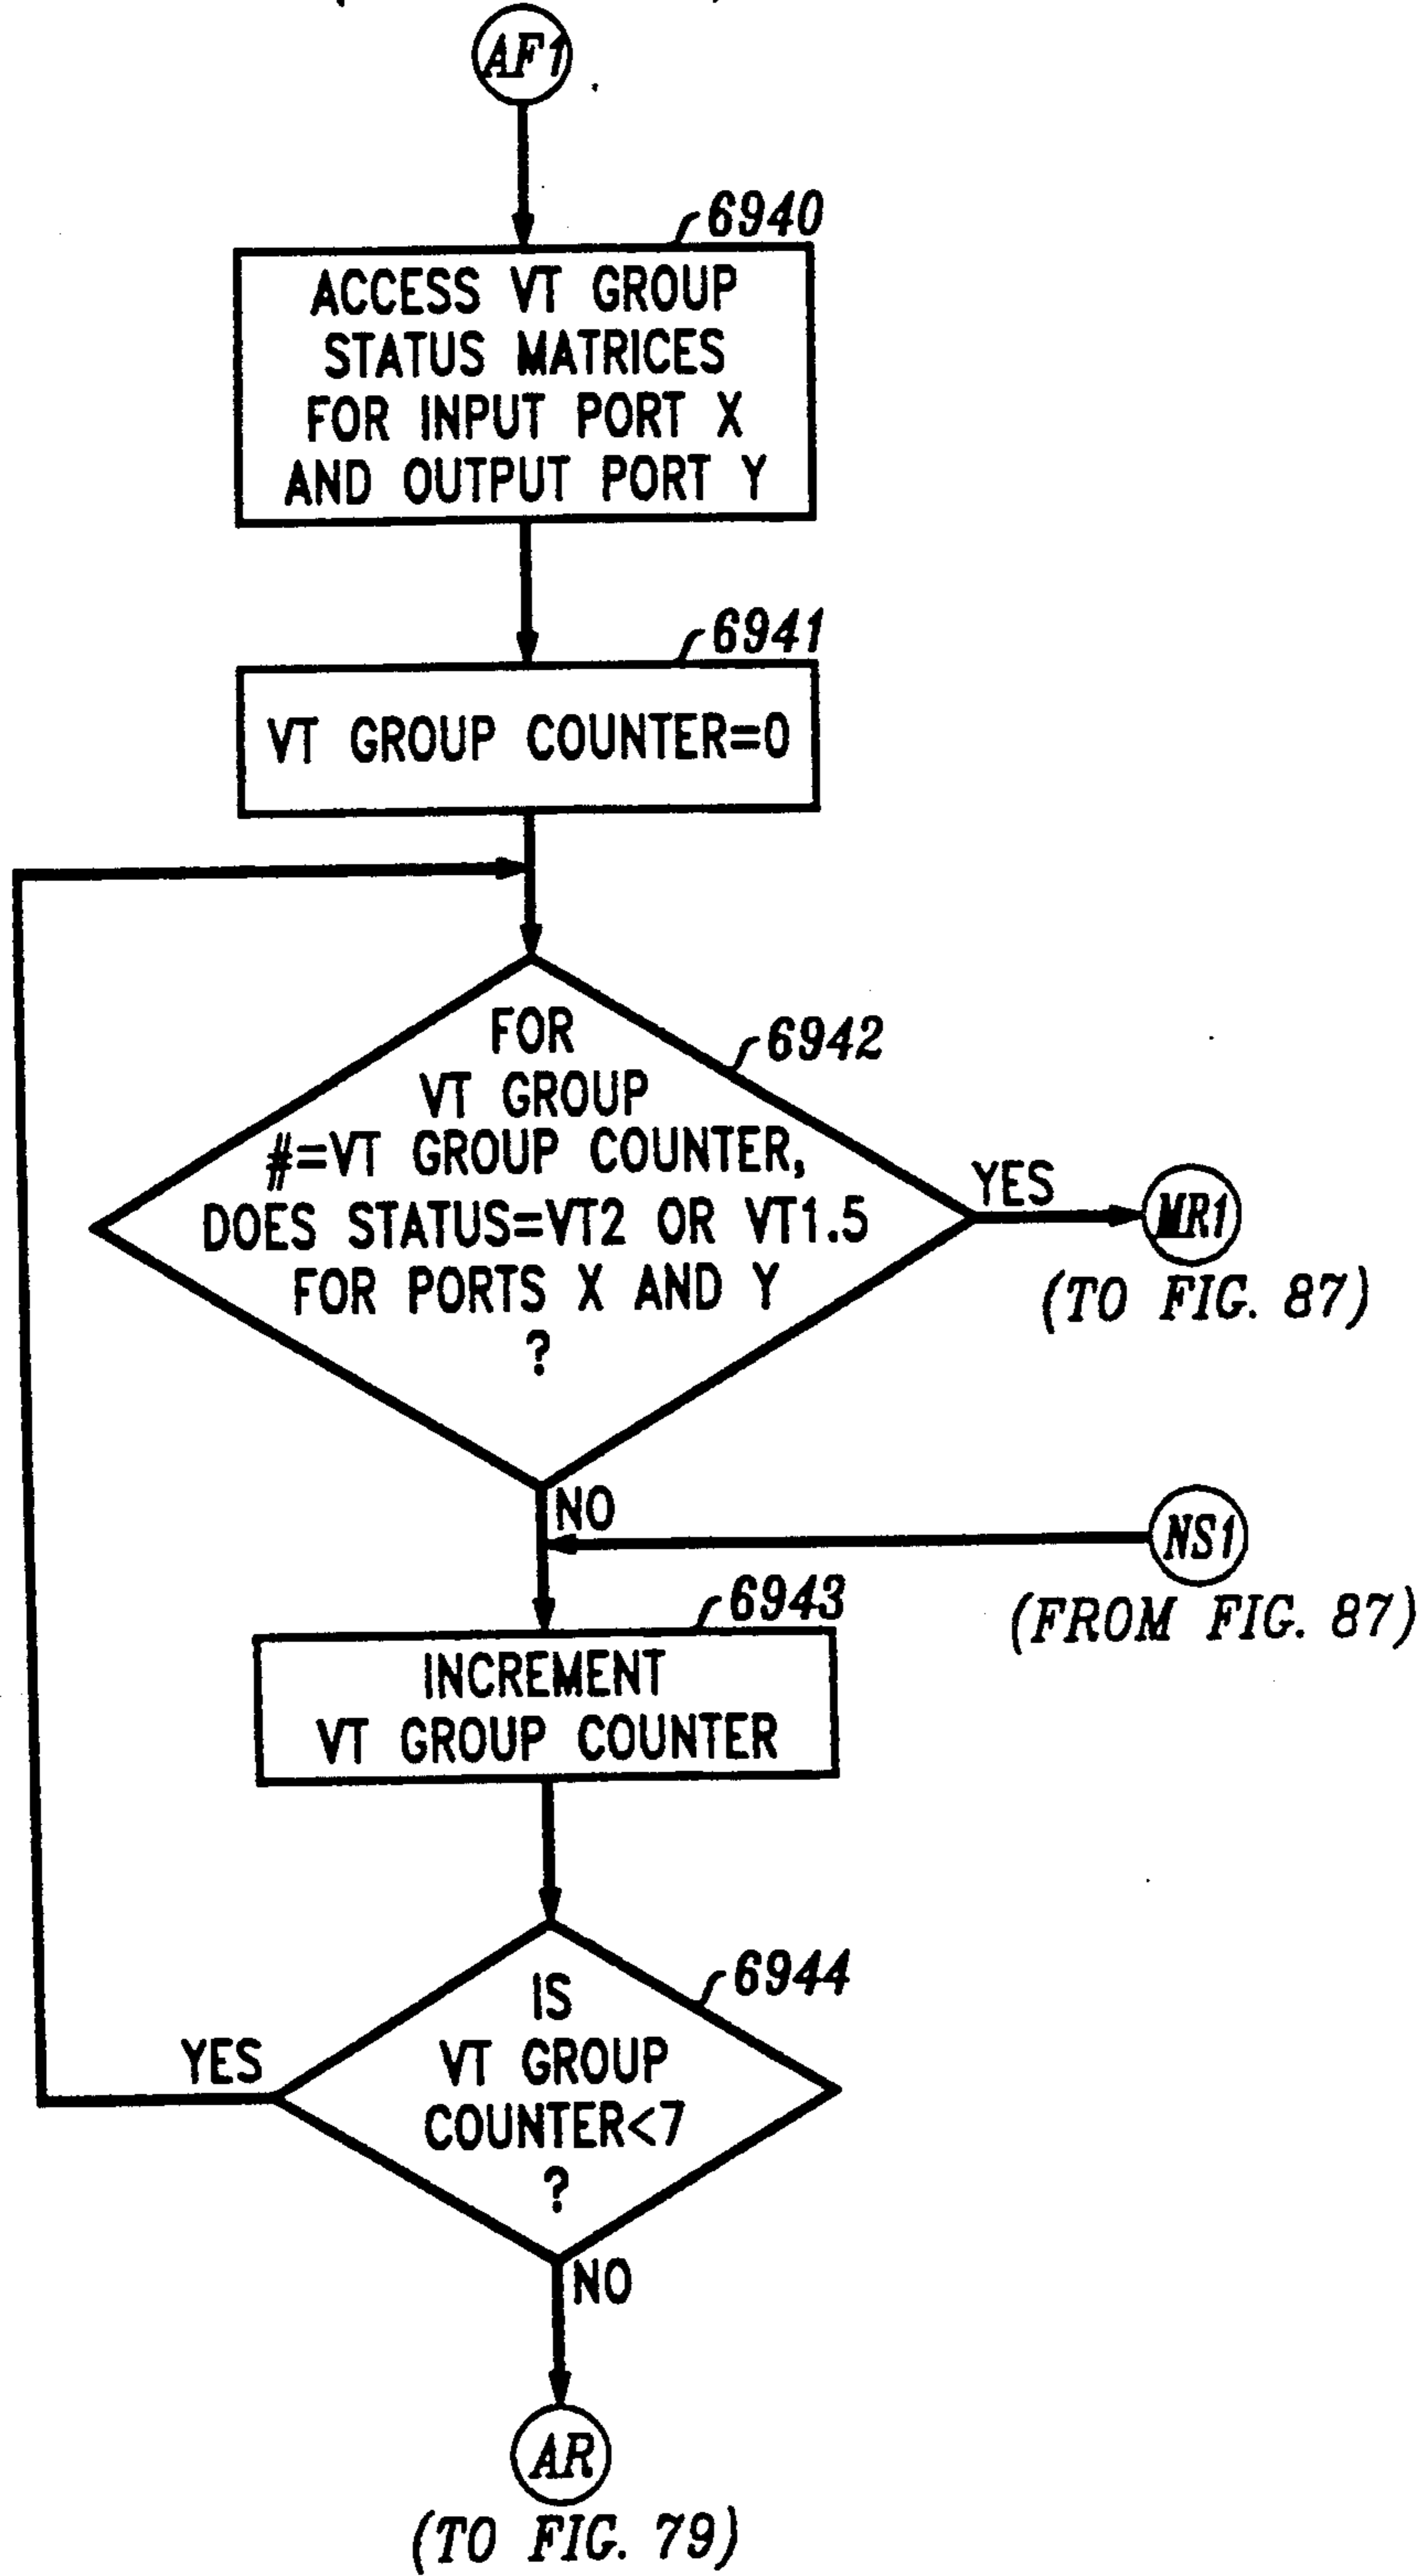 AF1
6940
ACCESS VT GROUP
STATUS MATRICES
FOR INPUT PORT X
AND OUTPUT PORT Y
6941
VT GROUP COUNTER=0
6942
FOR
VT GROUP
#=VT GROUP COUNTER,
DOES STATUS=VT2 OR VT1.5
FOR PORTS X AND Y
?
YES
MR1
(TO FIG. 87)
NO
NS1
(FROM FIG. 87)
6943
INCREMENT
VT GROUP COUNTER
6944
IS
VT GROUP
COUNTER<7
?
YES
NO
AR
(TO FIG. 79)